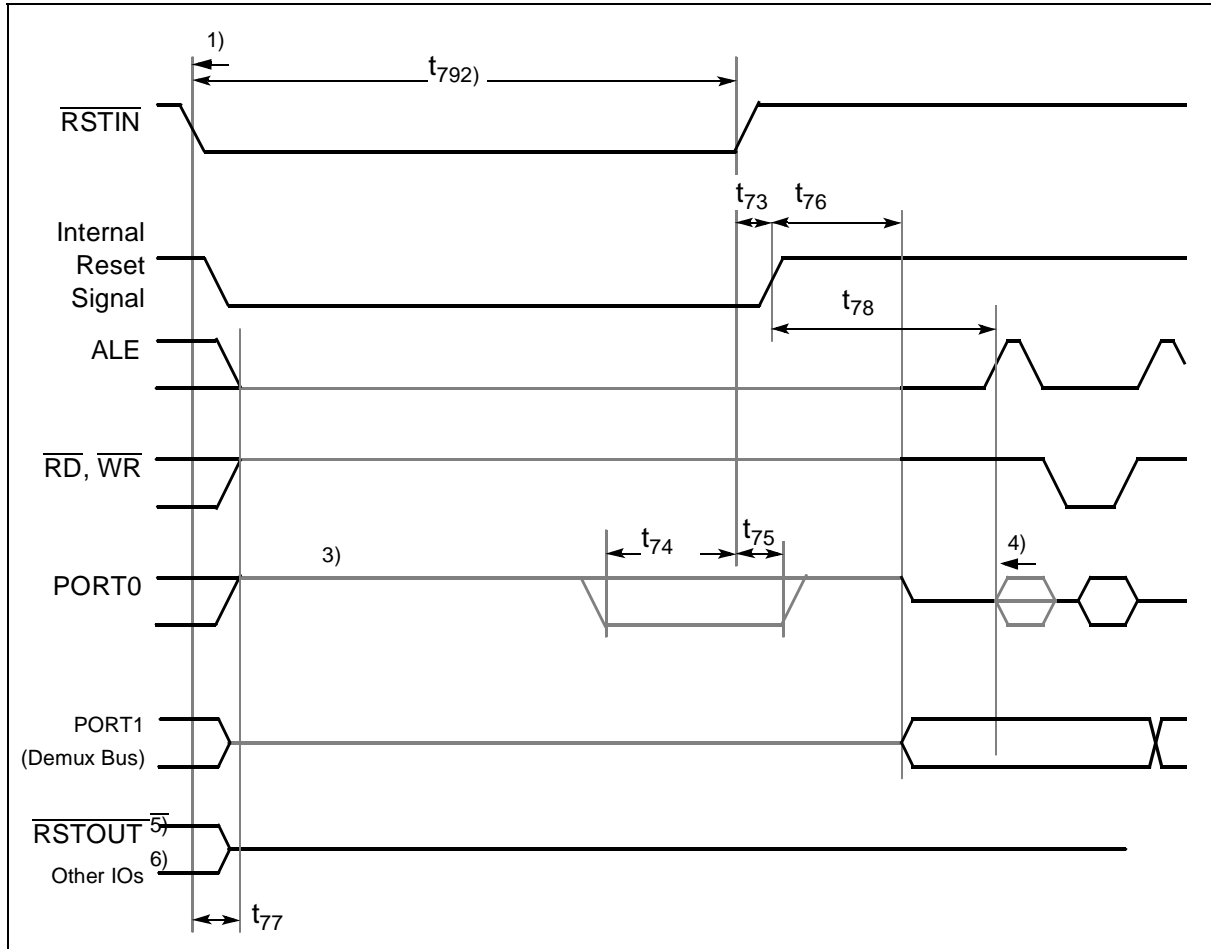 1)
t792)
RSTIN
t73
t76
Internal
Reset
Signal
t78
ALE
RD, WR
t74
t75
3)
4)
PORT0
PORT1
(Demux Bus)
RSTOUT 5)
Other IOs 6)
t77